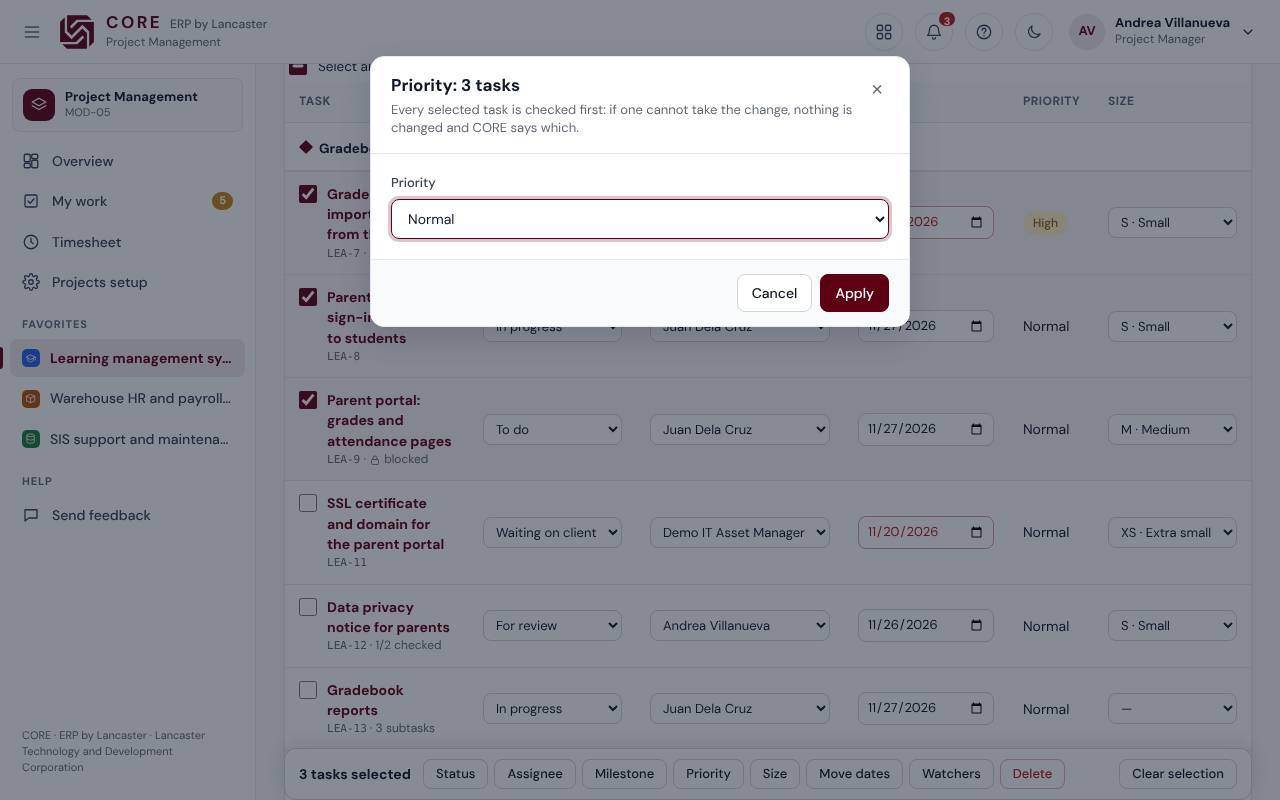 CORE ERP by Lancaster
Project Management
3
AV
Andrea Villanueva
Project Manager
Project Management
MOD-05
Overview
My work
5
Timesheet
Projects setup
FAVORITES
Learning management sy...
Warehouse HR and payroll...
SIS support and maintena...
HELP
Send feedback
CORE · ERP by Lancaster · Lancaster
Technology and Development
Corporation
Priority: 3 tasks
×
Every selected task is checked first: if one cannot take the change, nothing is
changed and CORE says which.
Priority
Normal
Cancel
Apply
TASK
PRIORITY
SIZE
2026
High
S · Small
LEA-7 ·
Parent
to students
LEA-8
In progress
Juan Dela Cruz
11/27/2026
Normal
S · Small
Parent portal:
grades and
attendance pages
LEA-9 · blocked
To do
Juan Dela Cruz
11/27/2026
Normal
M · Medium
SSL certificate
and domain for
the parent portal
LEA-11
Waiting on client
Demo IT Asset Manager
11/20/2026
Normal
XS · Extra small
Data privacy
notice for parents
LEA-12 · 1/2 checked
For review
Andrea Villanueva
11/26/2026
Normal
S · Small
Gradebook
reports
LEA-13 · 3 subtasks
In progress
Juan Dela Cruz
11/27/2026
Normal
—
3 tasks selected
Status
Assignee
Milestone
Priority
Size
Move dates
Watchers
Delete
Clear selection